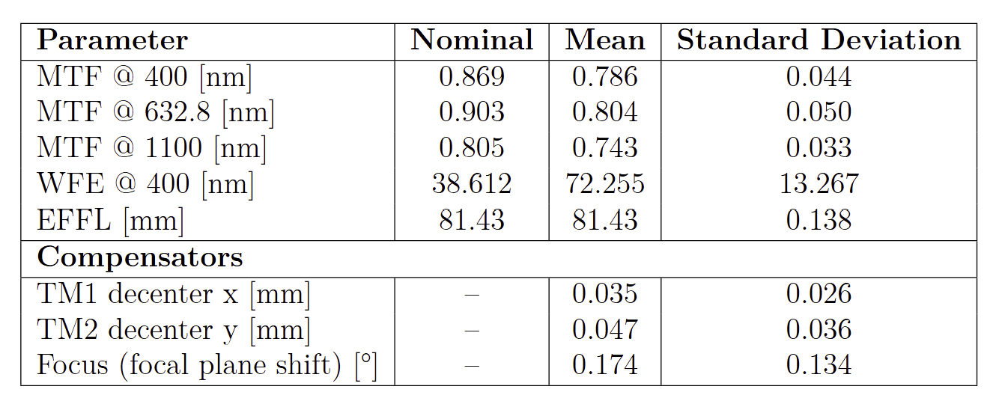 Parameter Nominal Mean Standard Deviation
MTF @ 400 [nm] 0.869 0.786 0.044
MTF @ 632.8 [nm] 0.903 0.804 0.050
MTF @ 1100 [nm] 0.805 0.743 0.033
WFE @ 400 [nm] 38.612 72.255 13.267
EFFL [mm] 81.43 81.43 0.138
Compensators
TM1 decenter x [mm] – 0.035 0.026
TM2 decenter y [mm] – 0.047 0.036
Focus (focal plane shift) [°] – 0.174 0.134